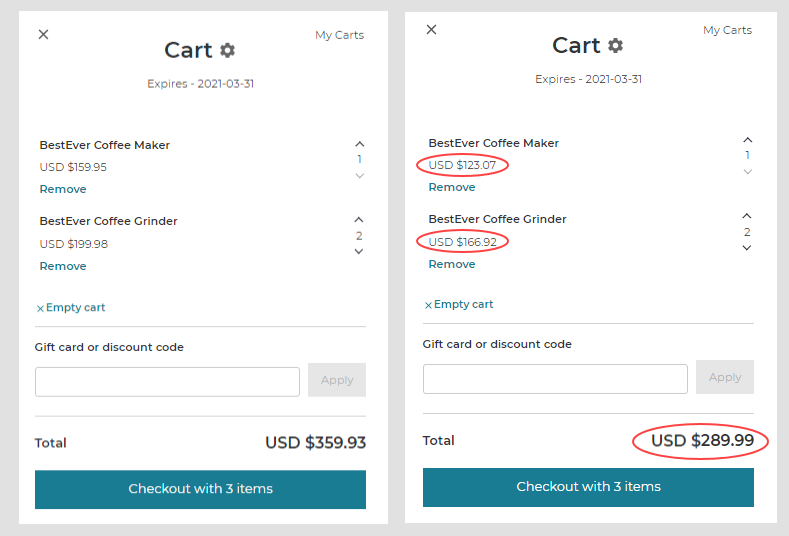 My Carts
Cart
Expires - 2021-03-31
BestEver Coffee Maker
1
USD $159.95
Remove
BestEver Coffee Grinder
2
USD $199.98
Remove
Empty cart
Gift card or discount code
Apply
Total USD $359.93
Checkout with 3 items
My Carts
Cart
Expires - 2021-03-31
BestEver Coffee Maker
1
USD $123.07
Remove
BestEver Coffee Grinder
2
USD $166.92
Remove
Empty cart
Gift card or discount code
Apply
Total USD $289.99
Checkout with 3 items